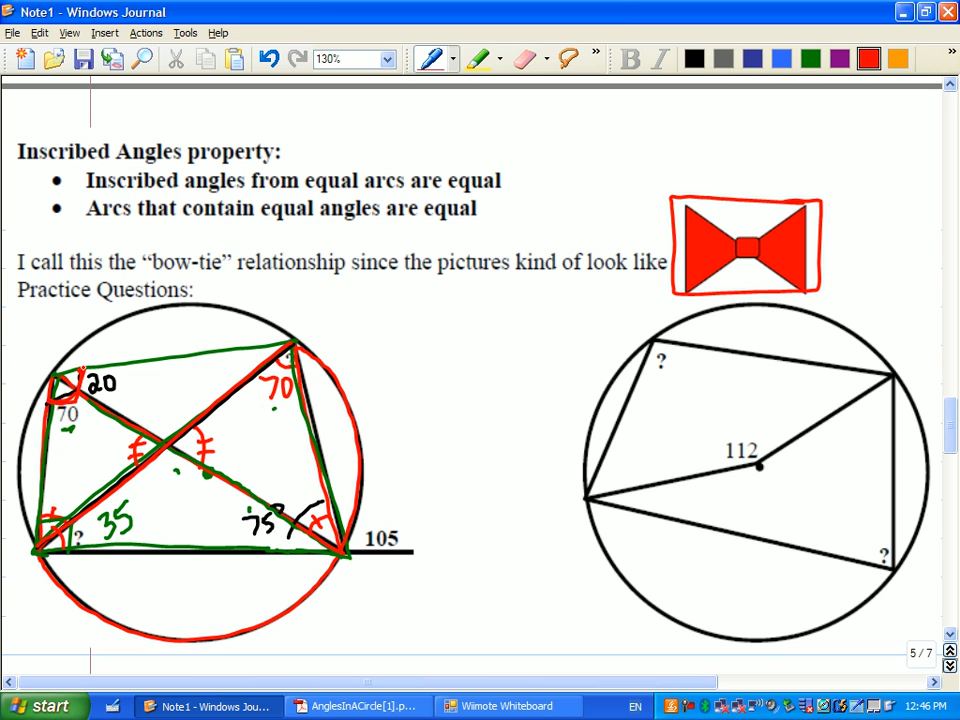 Note1 - Windows Journal
File Edit View Insert Actions Tools Help
130%
B I
Inscribed Angles property:
• Inscribed angles from equal arcs are equal
• Arcs that contain equal angles are equal
I call this the “bow-tie” relationship since the pictures kind of look like
Practice Questions:
20
70
70
?
35
75°
105
?
112
?
5 / 7
start
Note1 - Windows Jou...
AnglesInACircle[1].p...
Wiimote Whiteboard
EN
12:46 PM